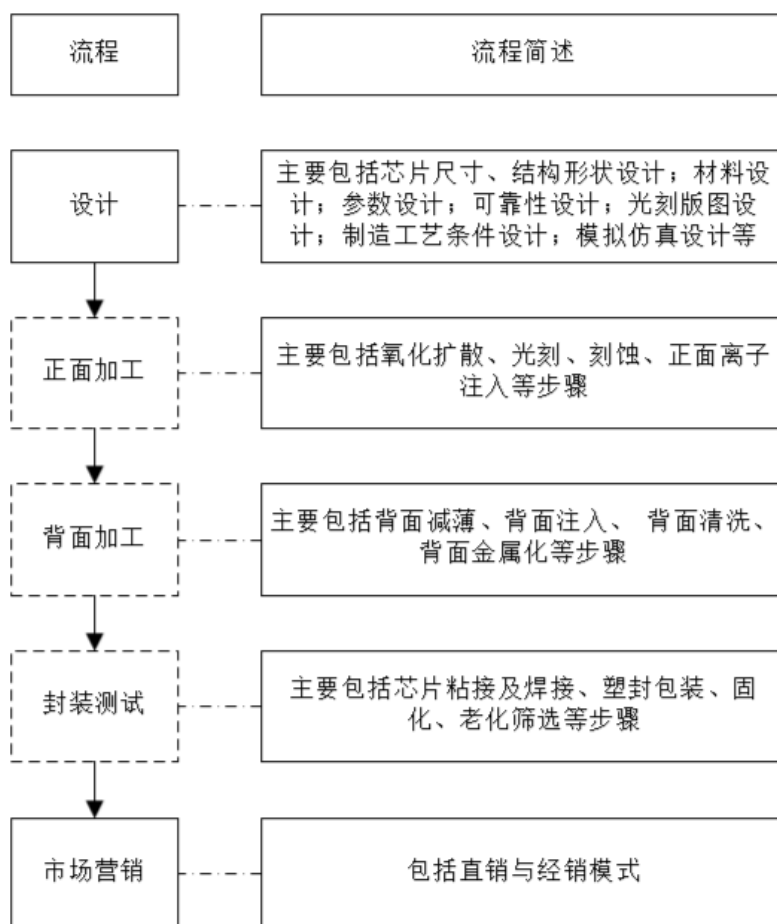 流程
流程简述
设计
主要包括芯片尺寸、结构形状设计；材料设
计；参数设计；可靠性设计；光刻版图设
计；制造工艺条件设计；模拟仿真设计等
正面加工
主要包括氧化扩散、光刻、刻蚀、正面离子
注入等步骤
背面加工
主要包括背面减薄、背面注入、 背面清洗、
背面金属化等步骤
封装测试
主要包括芯片粘接及焊接、塑封包装、固
化、老化筛选等步骤
市场营销
包括直销与经销模式